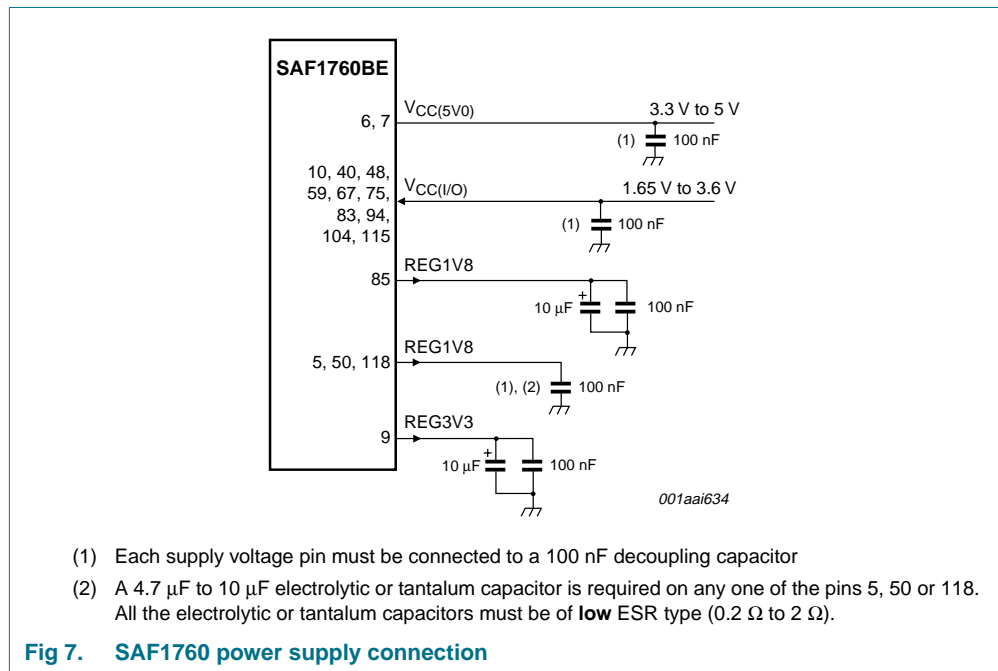 SAF1760BE
6, 7
VCC(5V0)
3.3 V to 5 V
(1)
100 nF
10, 40, 48,
59, 67, 75,
83, 94,
104, 115
VCC(I/O)
1.65 V to 3.6 V
(1)
100 nF
85
REG1V8
+
10 μF
100 nF
5, 50, 118
REG1V8
(1), (2)
100 nF
9
REG3V3
+
10 μF
100 nF
001aai634
(1) Each supply voltage pin must be connected to a 100 nF decoupling capacitor
(2) A 4.7 μF to 10 μF electrolytic or tantalum capacitor is required on any one of the pins 5, 50 or 118.
All the electrolytic or tantalum capacitors must be of low ESR type (0.2 Ω to 2 Ω).
Fig 7. SAF1760 power supply connection